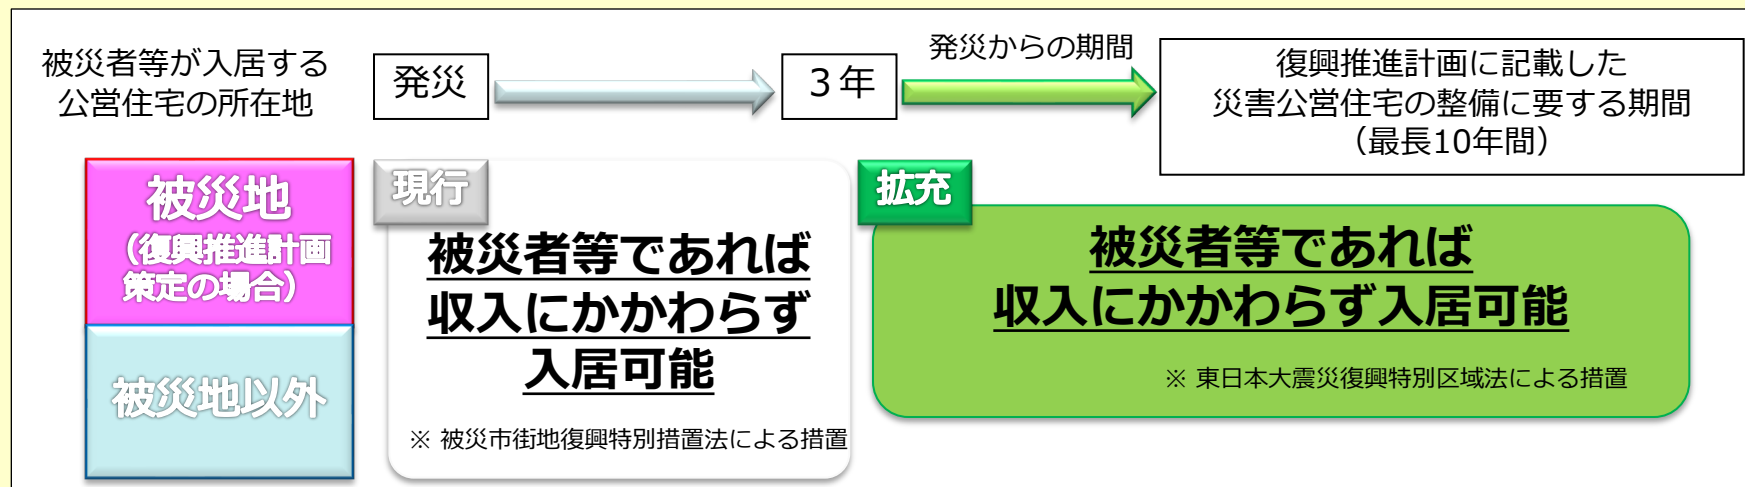 被災者等が入居する
公営住宅の所在地
発災
３年
発災からの期間
復興推進計画に記載した
災害公営住宅の整備に要する期間
（最長10年間）
被災地
（復興推進計画
策定の場合）
被災地以外
現行
被災者等であれば
収入にかかわらず
入居可能
※ 被災市街地復興特別措置法による措置
拡充
被災者等であれば
収入にかかわらず入居可能
※ 東日本大震災復興特別区域法による措置